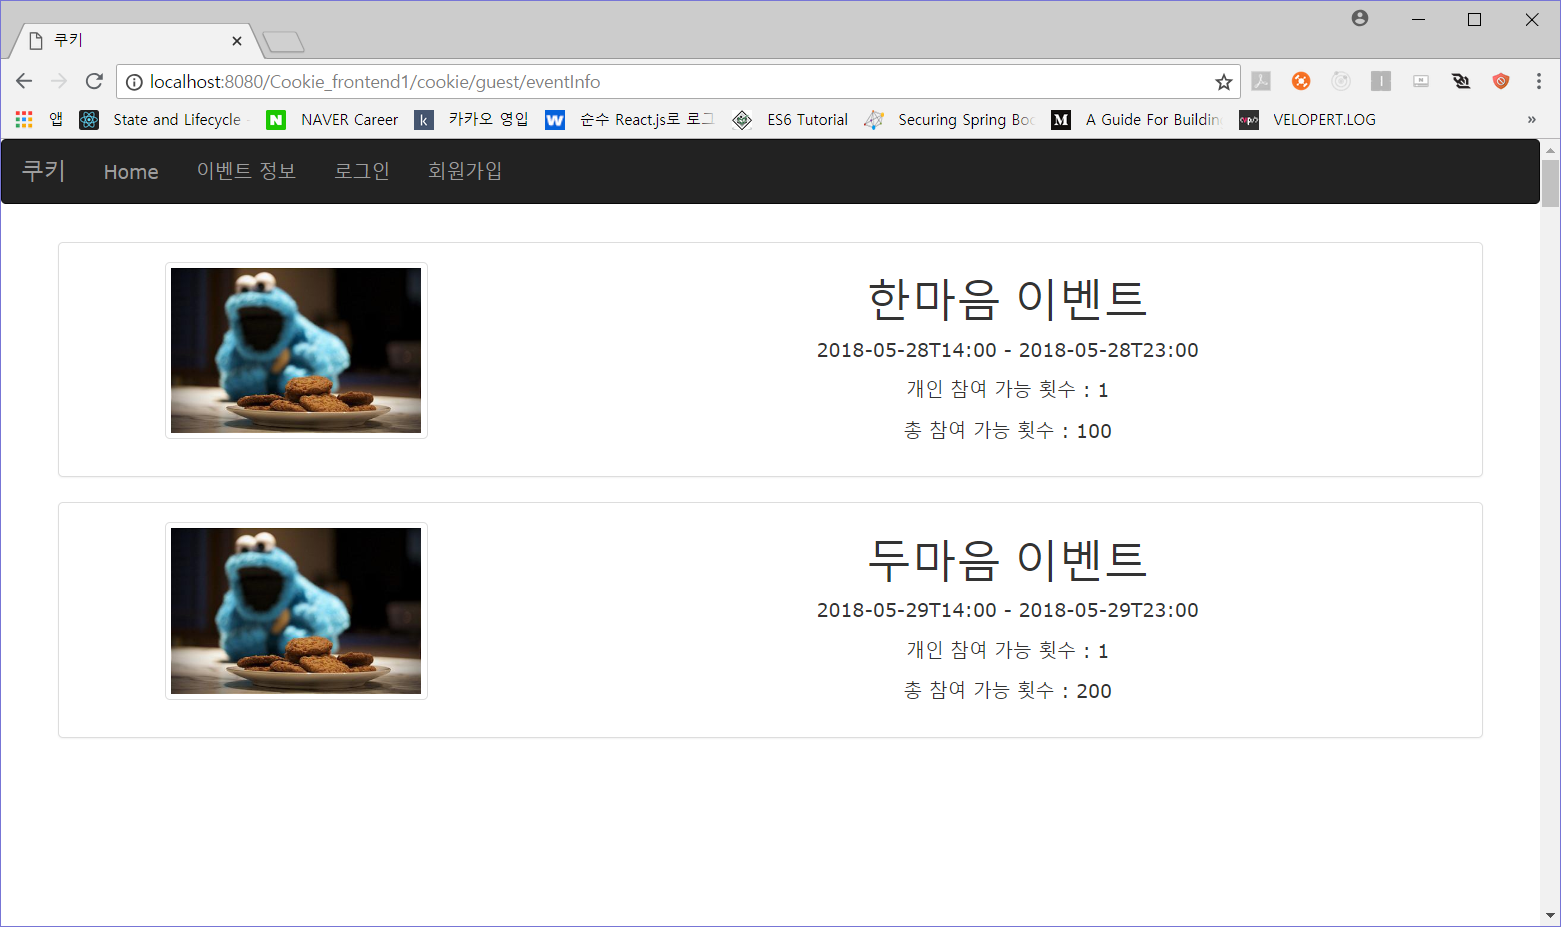 쿠키
localhost:8080/Cookie_frontend1/cookie/guest/eventInfo
앱 State and Lifecycle NAVER Career k 카카오 영입 W 순수 React.js로 로그 ES6 Tutorial Securing Spring Boo M A Guide For Building VELOPERT.LOG »
쿠키 Home 이벤트 정보 로그인 회원가입
한마음 이벤트
2018-05-28T14:00 - 2018-05-28T23:00
개인 참여 가능 횟수 : 1
총 참여 가능 횟수 : 100
두마음 이벤트
2018-05-29T14:00 - 2018-05-29T23:00
개인 참여 가능 횟수 : 1
총 참여 가능 횟수 : 200